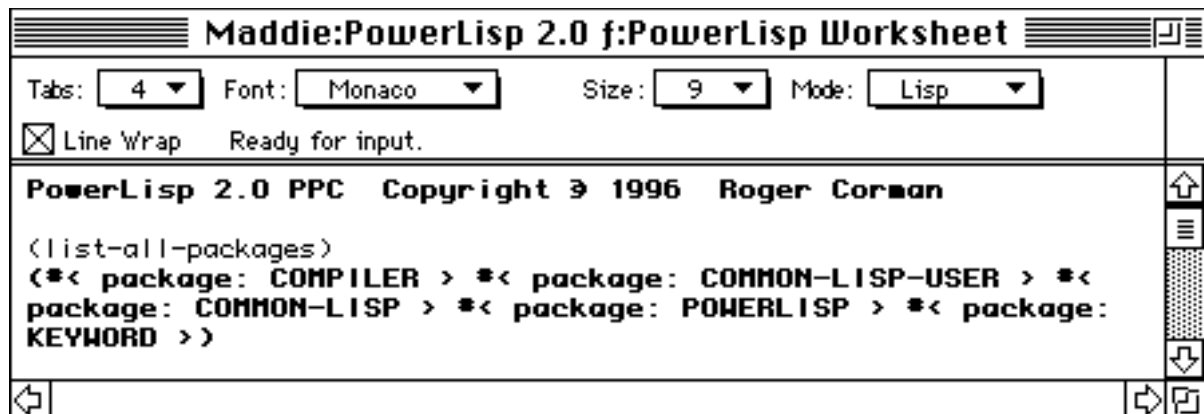 Maddie:PowerLisp 2.0 ƒ:PowerLisp Worksheet
Tabs: 4 Font: Monaco Size: 9 Mode: Lisp
Line Wrap Ready for input.
PowerLisp 2.0 PPC Copyright © 1996 Roger Corman
(list-all-packages)
(#< package: COMPILER > #< package: COMMON-LISP-USER > #<
package: COMMON-LISP > #< package: POWERLISP > #< package:
KEYWORD >)